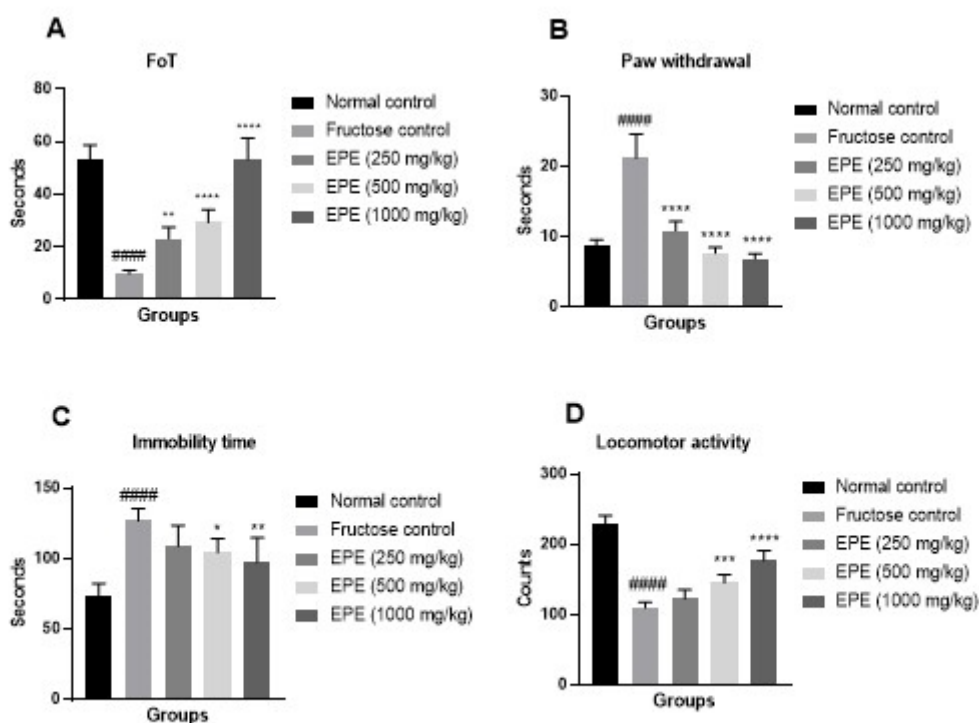 A
FoT
Seconds
60
80
40
20
0
####
**
****
****
Groups
Normal control
Fructose control
EPE (250 mg/kg)
EPE (500 mg/kg)
EPE (1000 mg/kg)
B
Paw withdrawal
Seconds
30
20
10
0
####
****
****
****
Groups
Normal control
Fructose control
EPE (250 mg/kg)
EPE (500 mg/kg)
EPE (1000 mg/kg)
C
Immobility time
Seconds
150
100
50
0
####
*
**
Groups
Normal control
Fructose control
EPE (250 mg/kg)
EPE (500 mg/kg)
EPE (1000 mg/kg)
D
Locomotor activity
Counts
300
200
100
0
####
***
****
Groups
Normal control
Fructose control
EPE (250 mg/kg)
EPE (500 mg/kg)
EPE (1000 mg/kg)